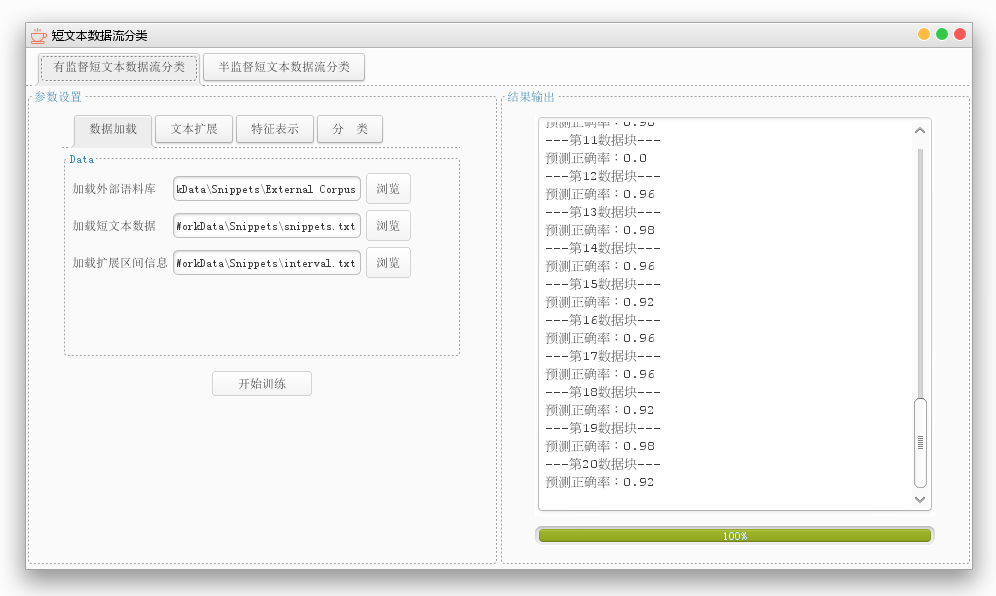 短文本数据流分类
有监督短文本数据流分类 半监督短文本数据流分类
参数设置
数据加载 文本扩展 特征表示 分 类
Data
加载外部语料库 kData\Snippets\External Corpus 浏览
加载短文本数据 WorkData\Snippets\snippets.txt 浏览
加载扩展区间信息 WorkData\Snippets\interval.txt 浏览
开始训练
结果输出
预测正确率：0.98
---第11数据块---
预测正确率：0.0
---第12数据块---
预测正确率：0.96
---第13数据块---
预测正确率：0.98
---第14数据块---
预测正确率：0.96
---第15数据块---
预测正确率：0.92
---第16数据块---
预测正确率：0.96
---第17数据块---
预测正确率：0.96
---第18数据块---
预测正确率：0.92
---第19数据块---
预测正确率：0.98
---第20数据块---
预测正确率：0.92
100%